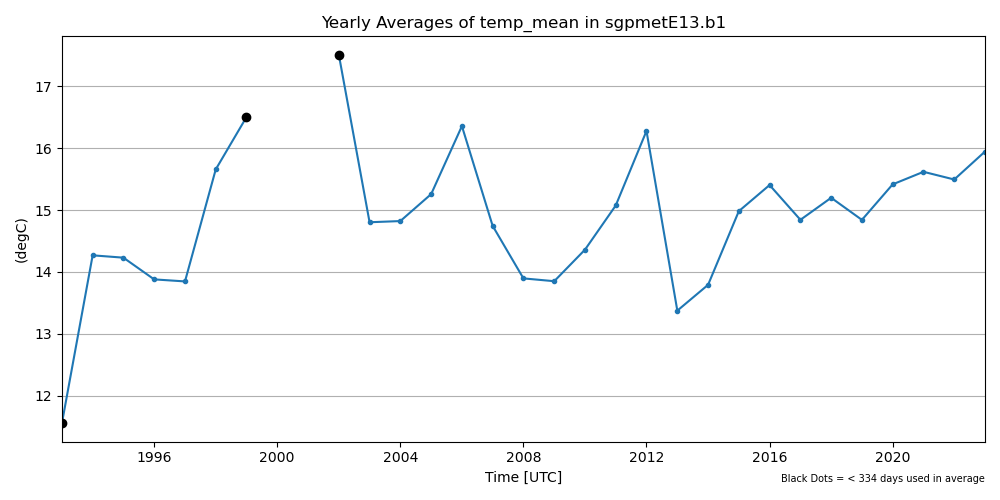 Yearly Averages of temp_mean in sgpmetE13.b1
(degC)
17
16
15
14
13
12
1996 2000 2004 2008 2012 2016 2020
Time [UTC]
Black Dots = < 334 days used in average